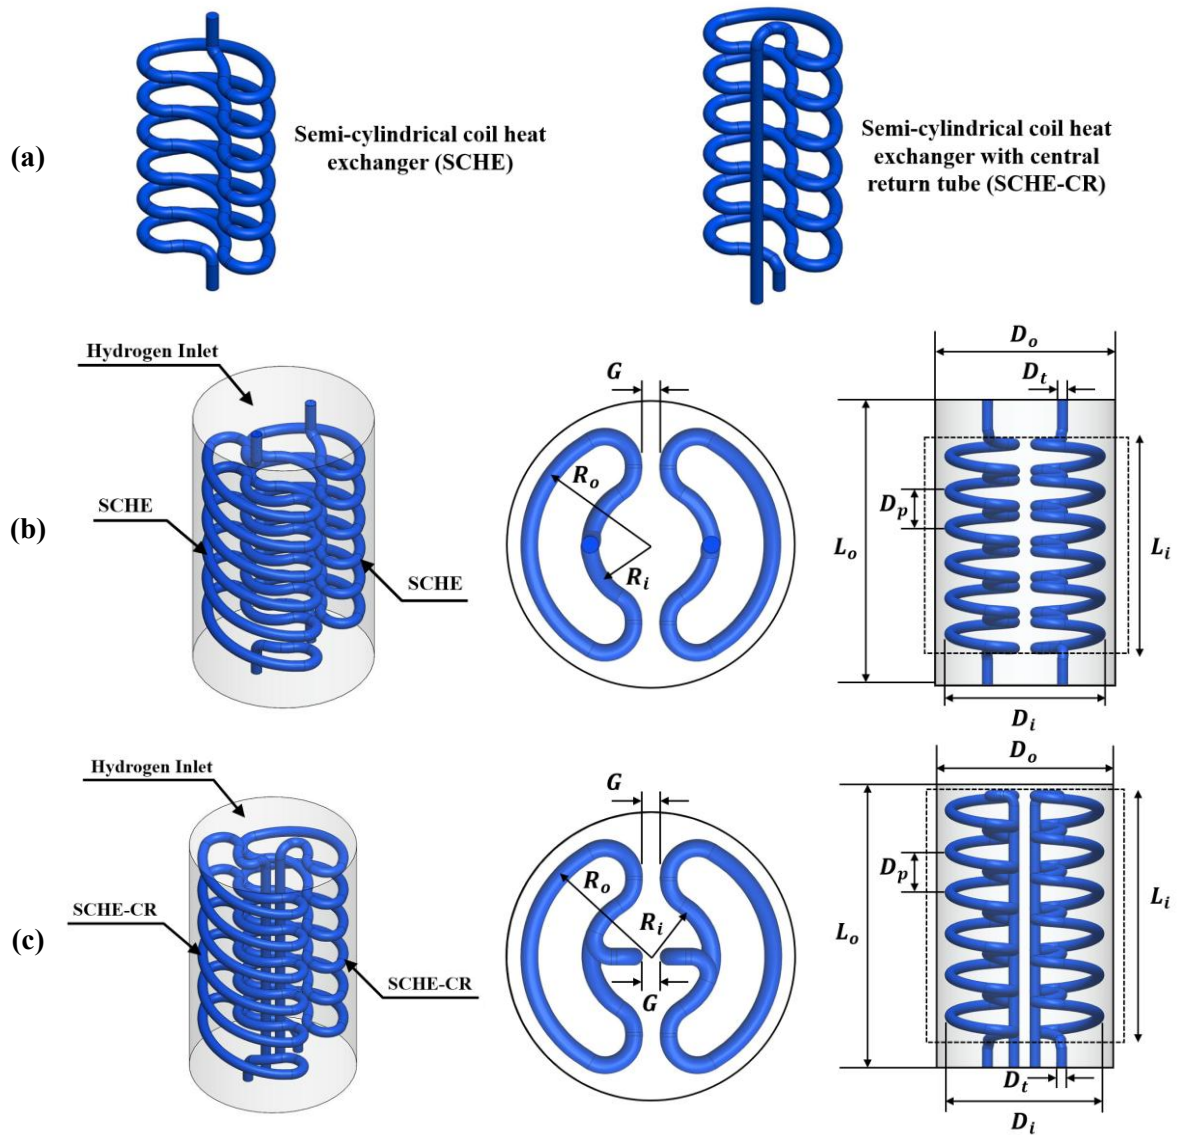 (a)
Semi-cylindrical coil heat
exchanger (SCHE)
Semi-cylindrical coil heat
exchanger with central
return tube (SCHE-CR)
(b)
Hydrogen Inlet
SCHE
SCHE
G
R_o
R_i
D_o
D_t
D_p
L_o
L_i
D_i
(c)
Hydrogen Inlet
SCHE-CR
SCHE-CR
G
R_o
R_i
G
D_o
D_p
L_o
L_i
D_t
D_i